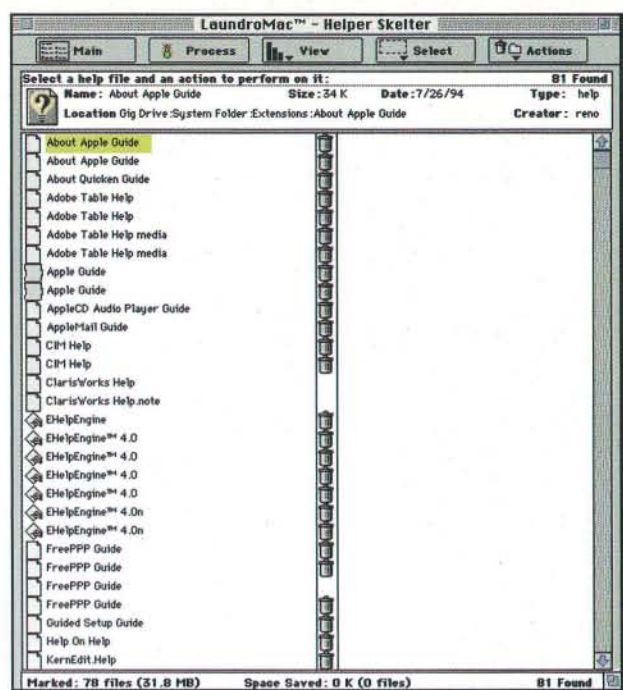 LaundroMac™ – Helper Skelter
Main Process View Select Actions
Select a help file and an action to perform on it: 81 Found
Name: About Apple Guide Size: 34 K Date: 7/26/94 Type: help
Location Gig Drive:System Folder:Extensions:About Apple Guide Creator: reno
About Apple Guide
About Apple Guide
About Quicken Guide
Adobe Table Help
Adobe Table Help
Adobe Table Help media
Adobe Table Help media
Apple Guide
Apple Guide
AppleCD Audio Player Guide
AppleMail Guide
CIM Help
CIM Help
ClarisWorks Help
ClarisWorks Help.note
EHelpEngine
EHelpEngine™ 4.0
EHelpEngine™ 4.0
EHelpEngine™ 4.0
EHelpEngine™ 4.0
EHelpEngine™ 4.0n
EHelpEngine™ 4.0n
FreePPP Guide
FreePPP Guide
FreePPP Guide
FreePPP Guide
Guided Setup Guide
Help On Help
KernEdit.Help
Marked: 78 files (31.8 MB) Space Saved: 0 K (0 files) 81 Found